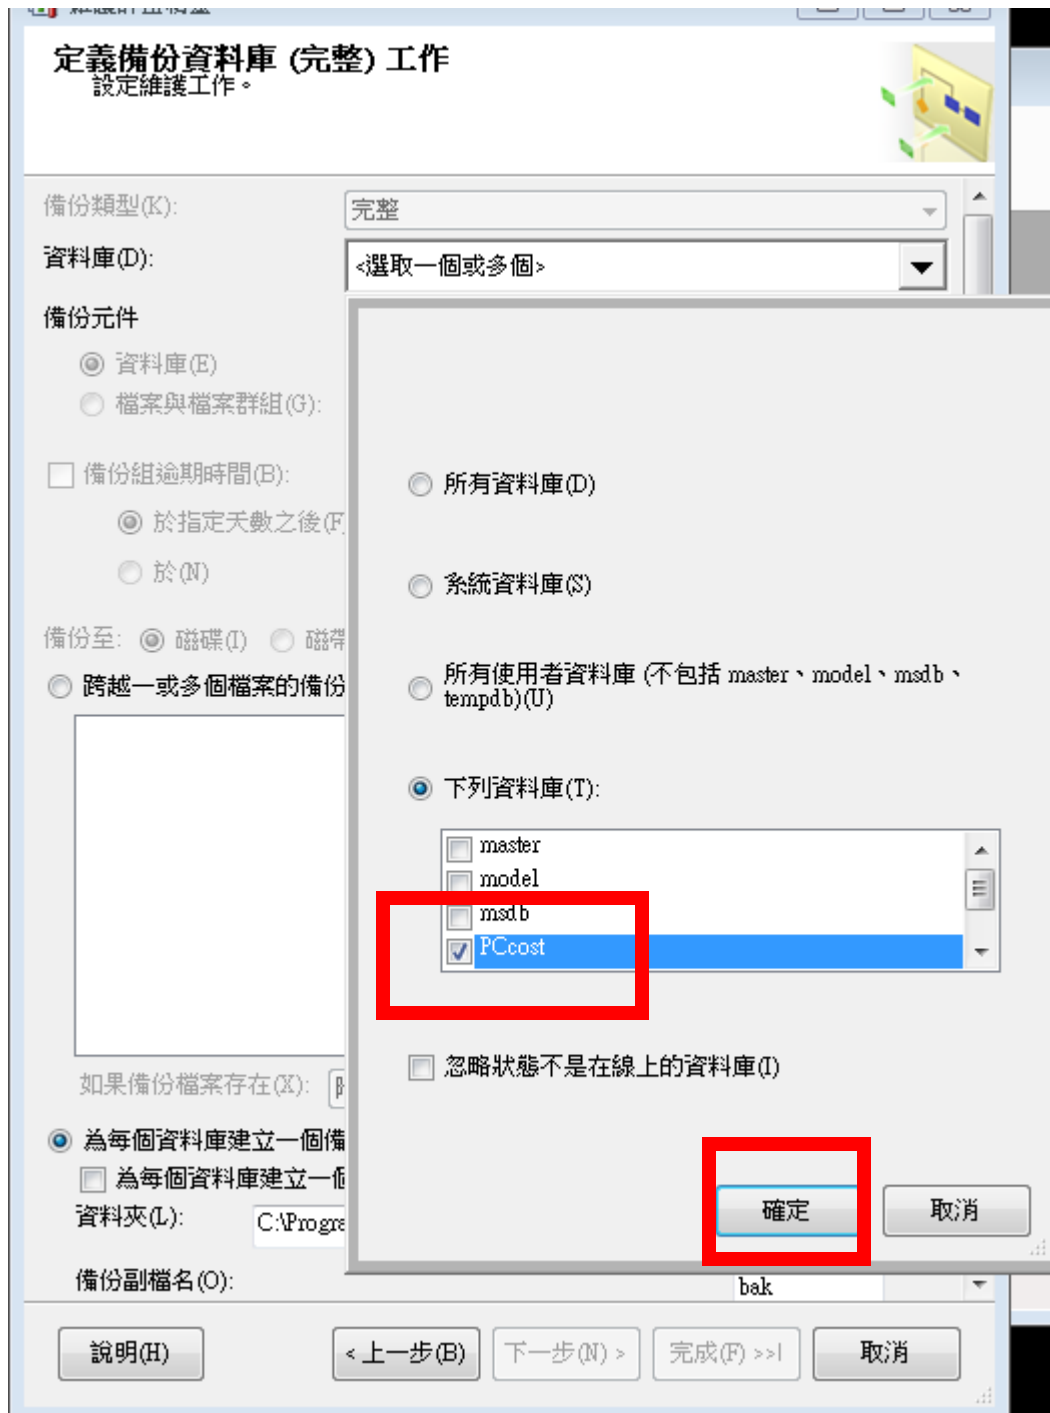 定義備份資料庫 (完整) 工作
設定維護工作。
備份類型(K):
完整
資料庫(D):
<選取一個或多個>
備份元件
資料庫(E)
檔案與檔案群組(G):
備份組逾期時間(B):
於指定天數之後(F
於(N)
備份至:
磁碟(I)
磁帶
跨越一或多個檔案的備份
如果備份檔案存在(X):
為每個資料庫建立一個備
為每個資料庫建立一個
資料夾(L):
C:\Progra
備份副檔名(O):
bak
所有資料庫(D)
系統資料庫(S)
所有使用者資料庫 (不包括 master、model、msdb、
tempdb)(U)
下列資料庫(T):
master
model
msdb
PCcost
忽略狀態不是在線上的資料庫(I)
確定
取消
說明(H)
< 上一步(B)
下一步(N) >
完成(F) >>|
取消